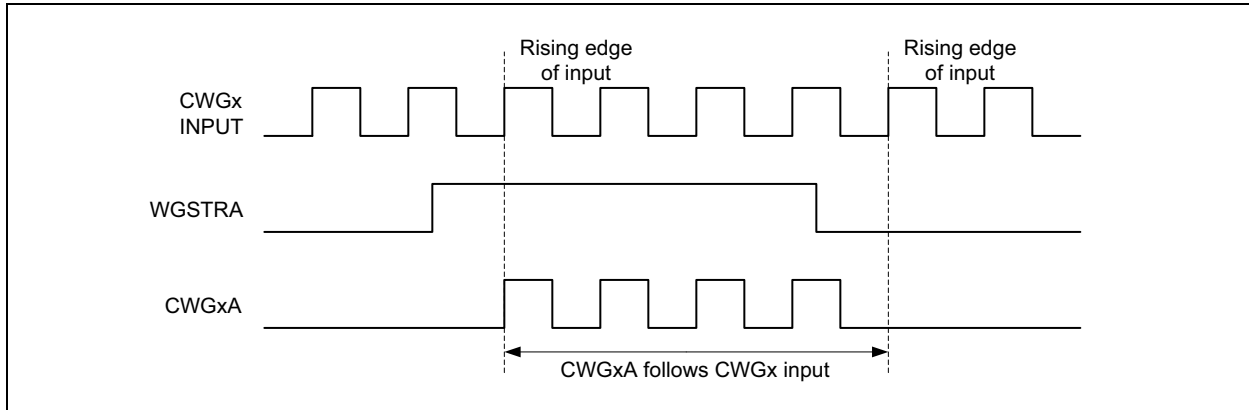 Rising edge
of input
Rising edge
of input
CWGx
INPUT
WGSTRA
CWGxA
CWGxA follows CWGx input